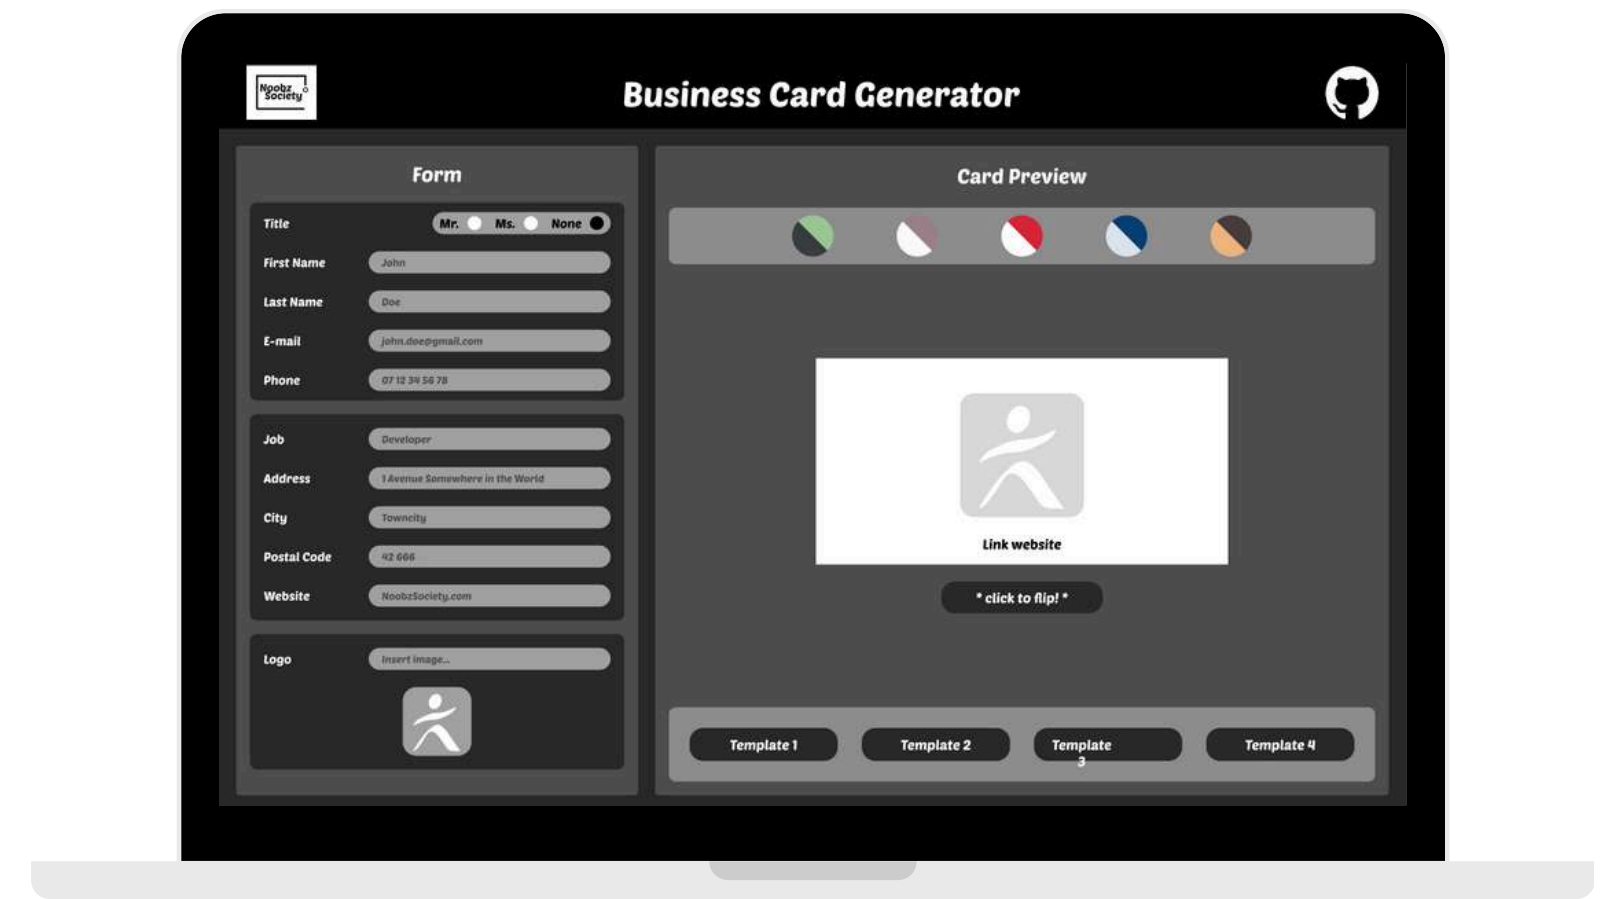 Noobz
Society
Business Card Generator
Form
Title Mr. Ms. None
First Name John
Last Name Doe
E-mail john.doe@gmail.com
Phone 07 12 34 56 78
Job Developer
Address 1 Avenue Somewhere in the World
City Towncity
Postal Code 42 666
Website NoobzSociety.com
Logo Insert image...
Card Preview
Link website
* click to flip! *
Template 1
Template 2
Template
3
Template 4